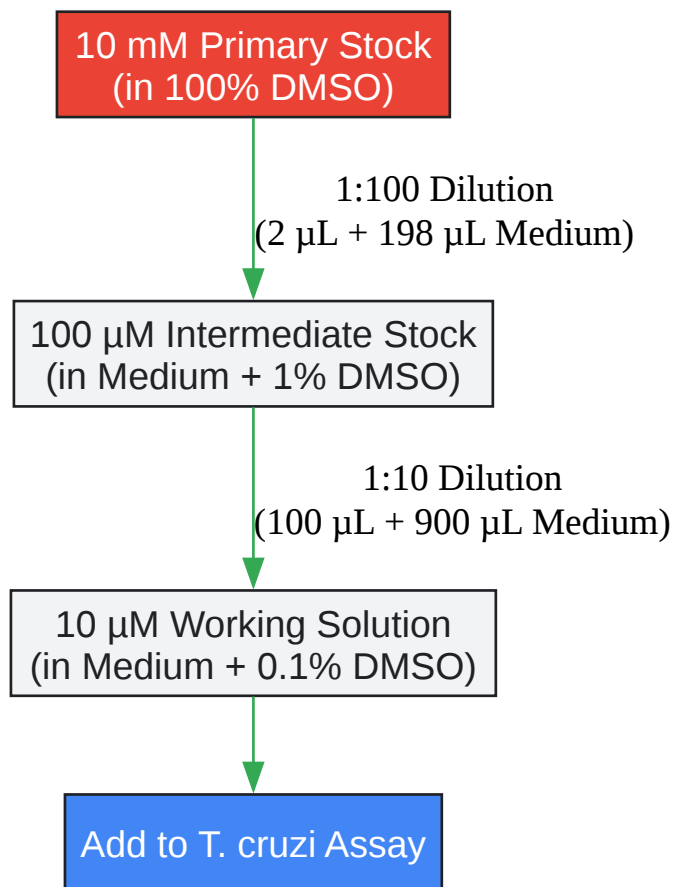 10 mM Primary Stock
(in 100% DMSO)
1:100 Dilution
(2 µL + 198 µL Medium)
100 µM Intermediate Stock
(in Medium + 1% DMSO)
1:10 Dilution
(100 µL + 900 µL Medium)
10 µM Working Solution
(in Medium + 0.1% DMSO)
Add to T. cruzi Assay